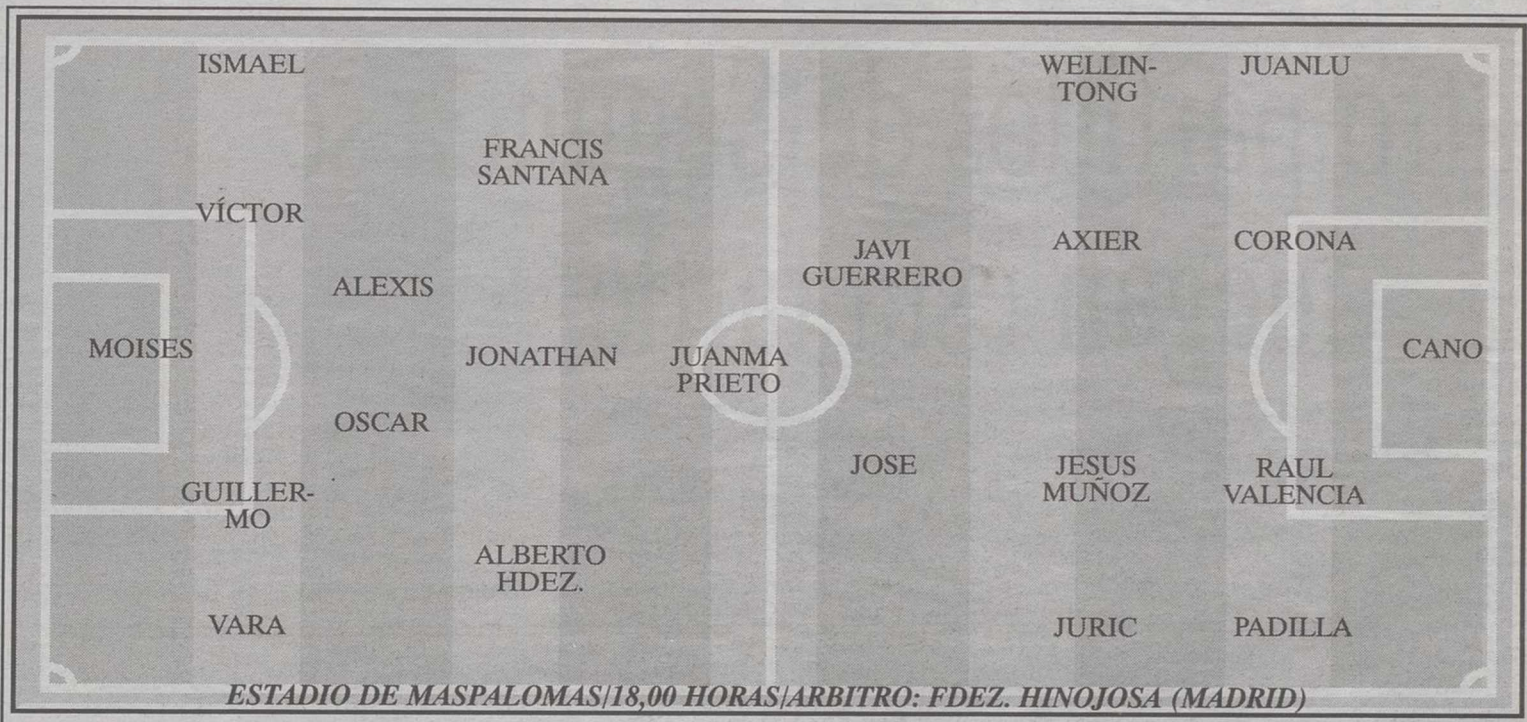 ISMAEL
VÍCTOR
MOISES
GUILLER-
MO
VARA
ALEXIS
OSCAR
FRANCIS
SANTANA
JONATHAN
ALBERTO
HDEZ.
JUANMA
PRIETO
JAVI
GUERRERO
JOSE
WELLIN-
TONG
AXIER
JESUS
MUÑOZ
JURIC
JUANLU
CORONA
RAUL
VALENCIA
PADILLA
CANO
ESTADIO DE MASPALOMAS/18,00 HORAS/ARBITRO: FDEZ. HINOJOSA (MADRID)